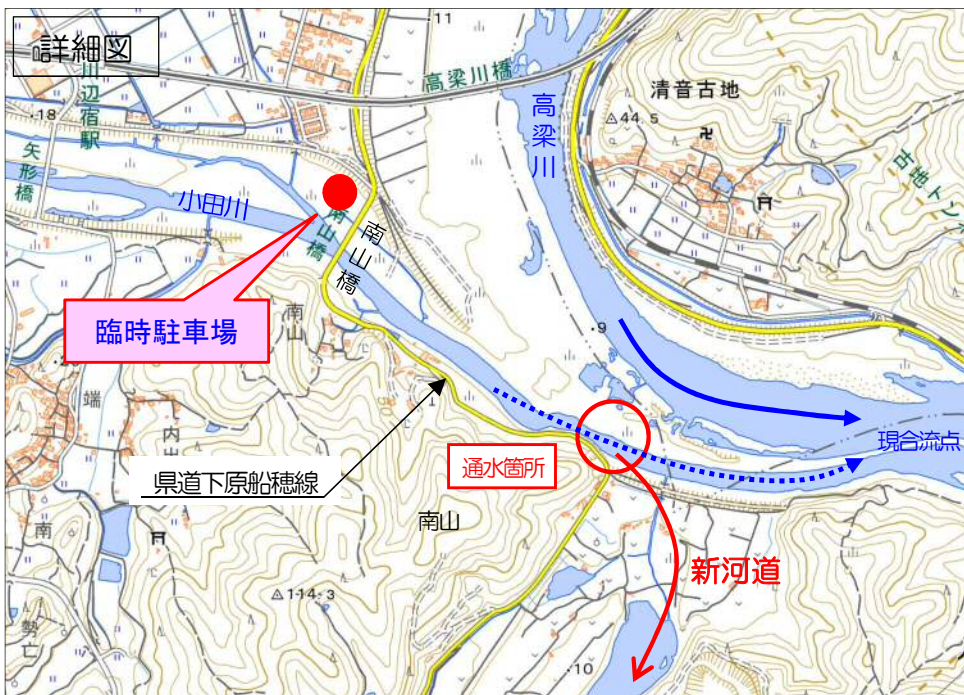 詳細図
11
高梁川橋
清音古地
高梁川
44.5
川辺宿駅
18
矢形橋
小田川
古地トン
南山橋
南山橋
臨時駐車場
南山
9
端
内山
現合流点
通水箇所
県道下原船穂線
南山
新河道
114.3
南
勢亡
10